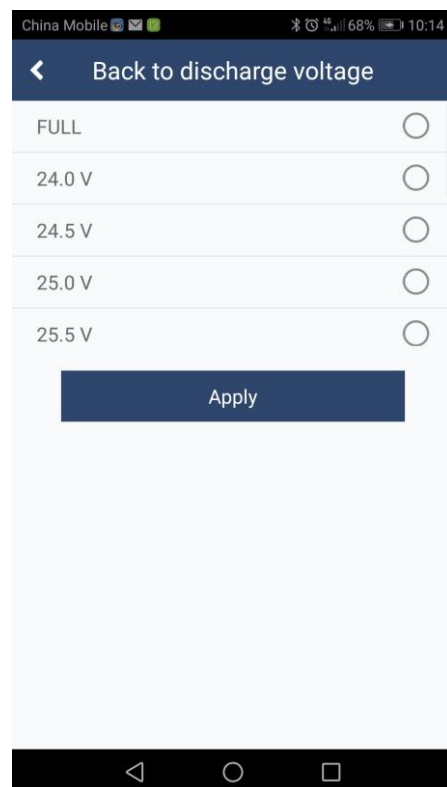 China Mobile 68% 10:14
Back to discharge voltage
FULL
24.0 V
24.5 V
25.0 V
25.5 V
Apply